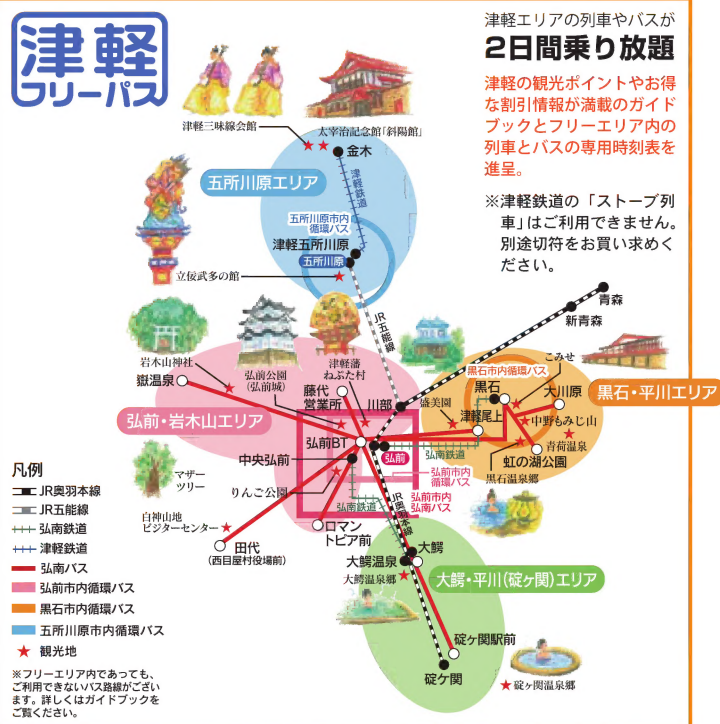 津軽
フリーパス
津軽エリアの列車やバスが
2日間乗り放題
津軽の観光ポイントやお得
な割引情報が満載のガイド
ブックとフリーエリア内の
列車とバスの専用時刻表を
進呈。
※津軽鉄道の「ストーブ列
車」はご利用できません。
別途切符をお買い求めく
ださい。
津軽三味線会館
太宰治記念館「斜陽館」
金木
津軽鉄道
五所川原エリア
五所川原市内
循環バス
津軽五所川原
五所川原
立佞武多の館
JR五能線
青森
新青森
岩木山神社
嶽温泉
弘前公園
(弘前城)
津軽藩
ねぷた村
藤代
営業所
川部
盛美園
黒石市内循環バス
黒石
こみせ
大川原
津軽尾上
中野もみじ山
青荷温泉
黒石・平川エリア
弘前・岩木山エリア
弘前BT
弘前
弘南鉄道
虹の湖公園
黒石温泉郷
中央弘前
弘前市内
循環バス
りんご公園
マザー
ツリー
弘南鉄道
JR奥羽本線
弘前市内
弘南バス
白神山地
ビジターセンター
田代
(西目屋村役場前)
ロマン
トピア前
大鰐
大鰐温泉
大鰐温泉郷
大鰐・平川(碇ヶ関)エリア
碇ヶ関駅前
碇ヶ関
碇ヶ関温泉郷
凡例
JR奥羽本線
JR五能線
弘南鉄道
津軽鉄道
弘南バス
弘前市内循環バス
黒石市内循環バス
五所川原市内循環バス
観光地
※フリーエリア内であっても、
ご利用できないバス路線がござい
ます。詳しくはガイドブックを
ご覧ください。